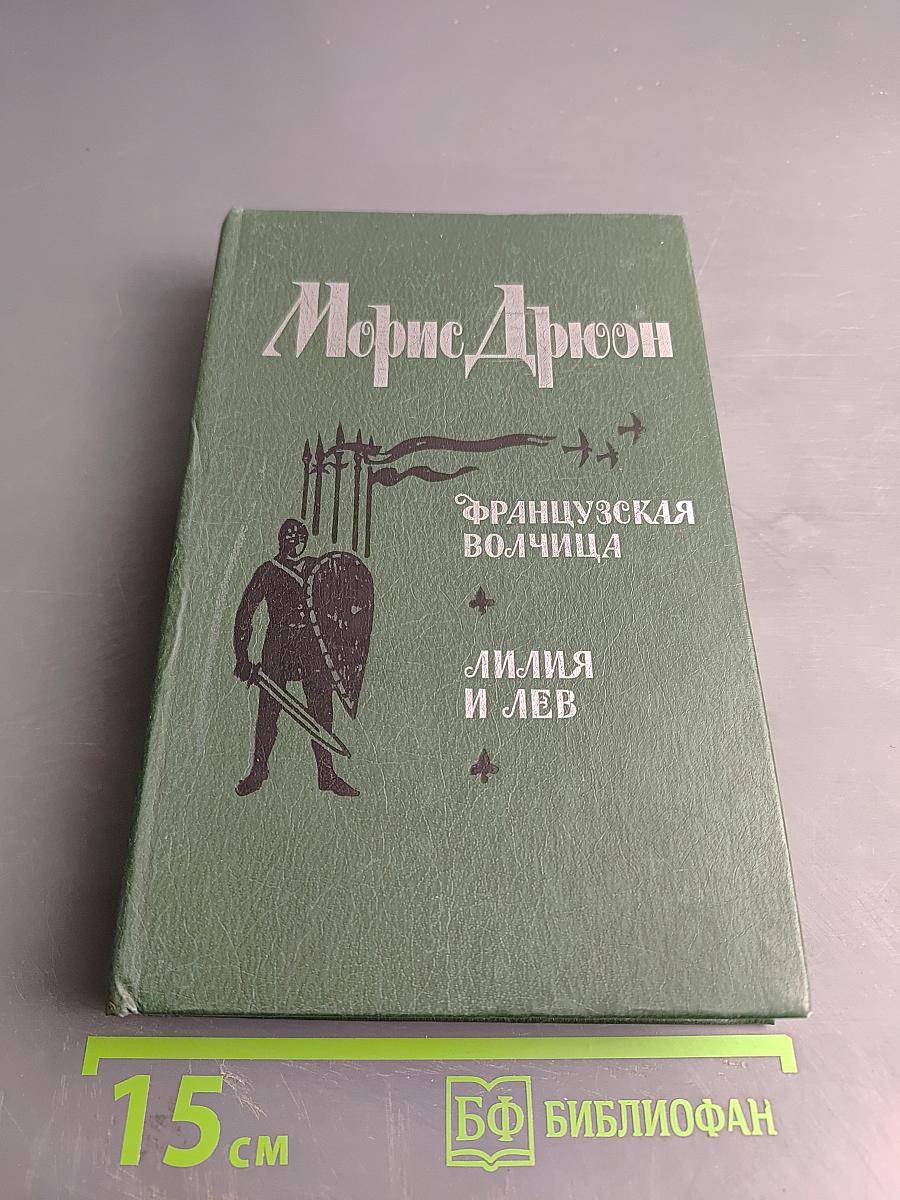 Морис Дрюон
ФРАНЦУЗСКАЯ
ВОЛЧИЦА
ЛИЛИЯ
И ЛЕВ
15 см
БФ БИБЛИОФАН